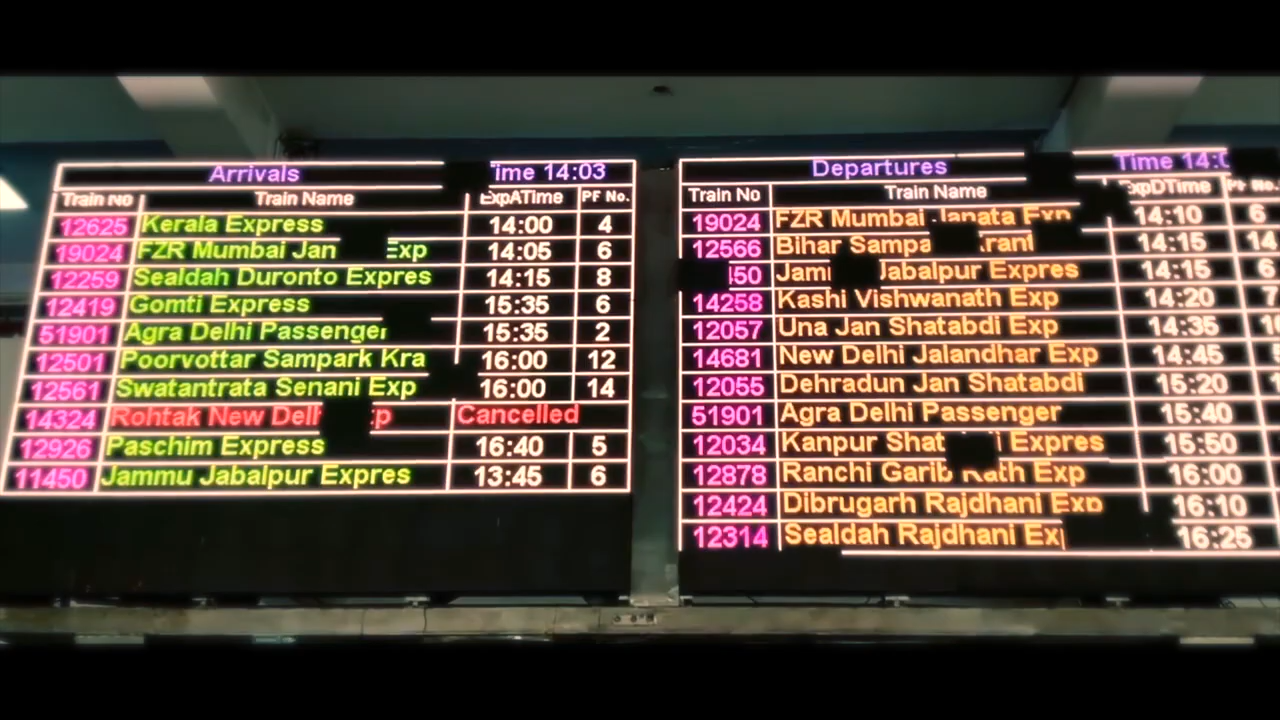 Arrivals Time 14:03
Train No Train Name ExpATime PF No.
12625 Kerala Express 14:00 4
19024 FZR Mumbai Exp 14:05 6
12259 Sealdah Duronto Expres 14:15 8
12419 Gomti Express 15:35 6
51901 Agra Delhi Passenger 15:35 2
12501 Poorvottar Sampark Kra 16:00 12
12561 Swatantrata Senani Exp 16:00 14
14324 Rohtak New Cancelled
12926 Paschim Express 16:40 5
11450 Jammu Jabalpur Expres 13:45 6
Departures Time
Train No Train Name ExpDTime PF No.
19024 FZR Mumbai Janata Exp 14:10 6
12566 Bihar 14:15 14
Jabalpur Expres 14:15 6
14258 Kashi Vishwanath Exp 14:20 7
12057 Una Jan Shatabdi Exp 14:35
14681 New Delhi Jalandhar Exp 14:45
12055 Dehradun Jan Shatabdi 15:20
51901 Agra Delhi Passenger 15:40
12034 Kanpur Expres 15:50
12878 Ranchi Garib Rath Exp 16:00
12424 Dibrugarh Rajdhani Exp 16:10
12314 Sealdah Rajdhani 16:25